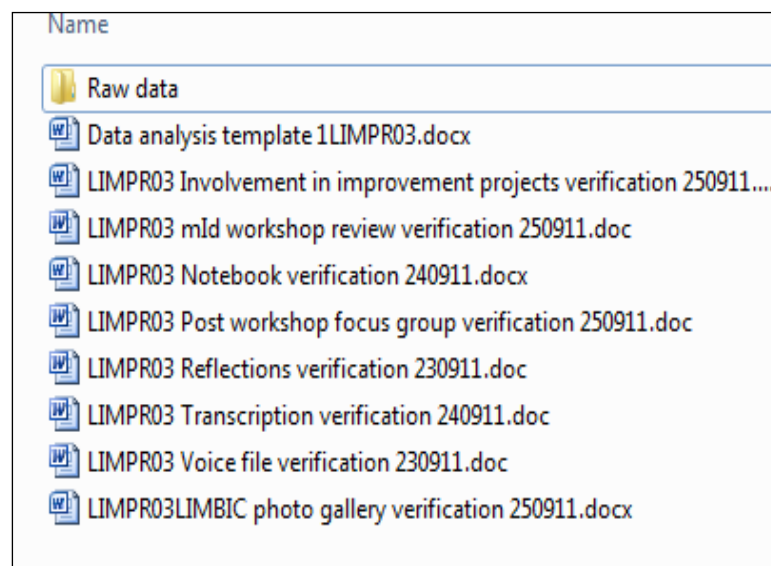 Name
Raw data
Data analysis template 1LIMPR03.docx
LIMPR03 Involvement in improvement projects verification 250911....
LIMPR03 mId workshop review verification 250911.doc
LIMPR03 Notebook verification 240911.docx
LIMPR03 Post workshop focus group verification 250911.doc
LIMPR03 Reflections verification 230911.doc
LIMPR03 Transcription verification 240911.doc
LIMPR03 Voice file verification 230911.doc
LIMPR03LIMBIC photo gallery verification 250911.docx